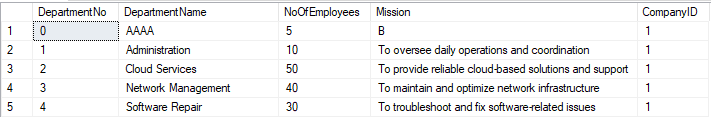 DepartmentNo DepartmentName NoOfEmployees Mission CompanyID
1 0 AAAA 5 B 1
2 1 Administration 10 To oversee daily operations and coordination 1
3 2 Cloud Services 50 To provide reliable cloud-based solutions and support 1
4 3 Network Management 40 To maintain and optimize network infrastructure 1
5 4 Software Repair 30 To troubleshoot and fix software-related issues 1